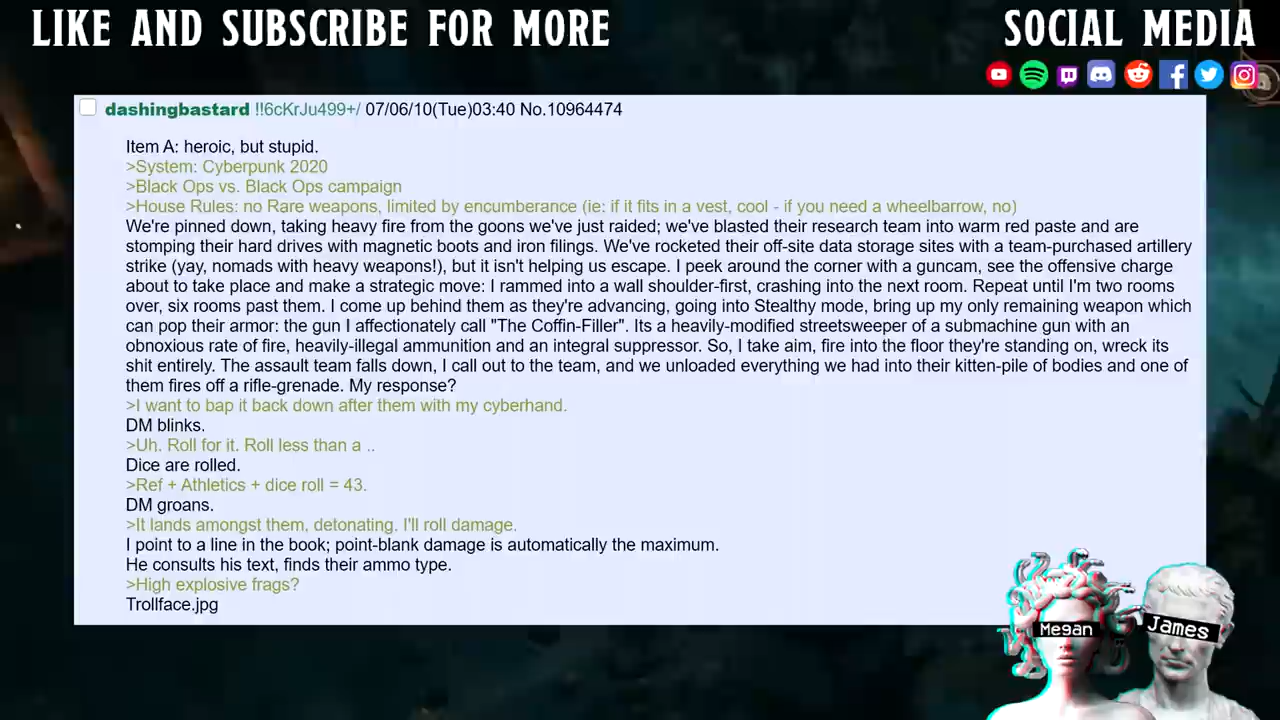 LIKE AND SUBSCRIBE FOR MORE
SOCIAL MEDIA
dashingbastard !!6cKrJu499+/ 07/06/10(Tue)03:40 No.10964474
Item A: heroic, but stupid.
>System: Cyberpunk 2020
>Black Ops vs. Black Ops campaign
>House Rules: no Rare weapons, limited by encumberance (ie: if it fits in a vest, cool - if you need a wheelbarrow, no)
We're pinned down, taking heavy fire from the goons we've just raided; we've blasted their research team into warm red paste and are
stomping their hard drives with magnetic boots and iron filings. We've rocketed their off-site data storage sites with a team-purchased artillery
strike (yay, nomads with heavy weapons!), but it isn't helping us escape. I peek around the corner with a guncam, see the offensive charge
about to take place and make a strategic move: I rammed into a wall shoulder-first, crashing into the next room. Repeat until I'm two rooms
over, six rooms past them. I come up behind them as they're advancing, going into Stealthy mode, bring up my only remaining weapon which
can pop their armor: the gun I affectionately call "The Coffin-Filler". Its a heavily-modified streetsweeper of a submachine gun with an
obnoxious rate of fire, heavily-illegal ammunition and an integral suppressor. So, I take aim, fire into the floor they're standing on, wreck its
shit entirely. The assault team falls down, I call out to the team, and we unloaded everything we had into their kitten-pile of bodies and one of
them fires off a rifle-grenade. My response?
>I want to bap it back down after them with my cyberhand.
DM blinks.
>Uh. Roll for it. Roll less than a ..
Dice are rolled.
>Ref + Athletics + dice roll = 43.
DM groans.
>It lands amongst them, detonating. I'll roll damage.
I point to a line in the book; point-blank damage is automatically the maximum.
He consults his text, finds their ammo type.
>High explosive frags?
Trollface.jpg
Megan
James